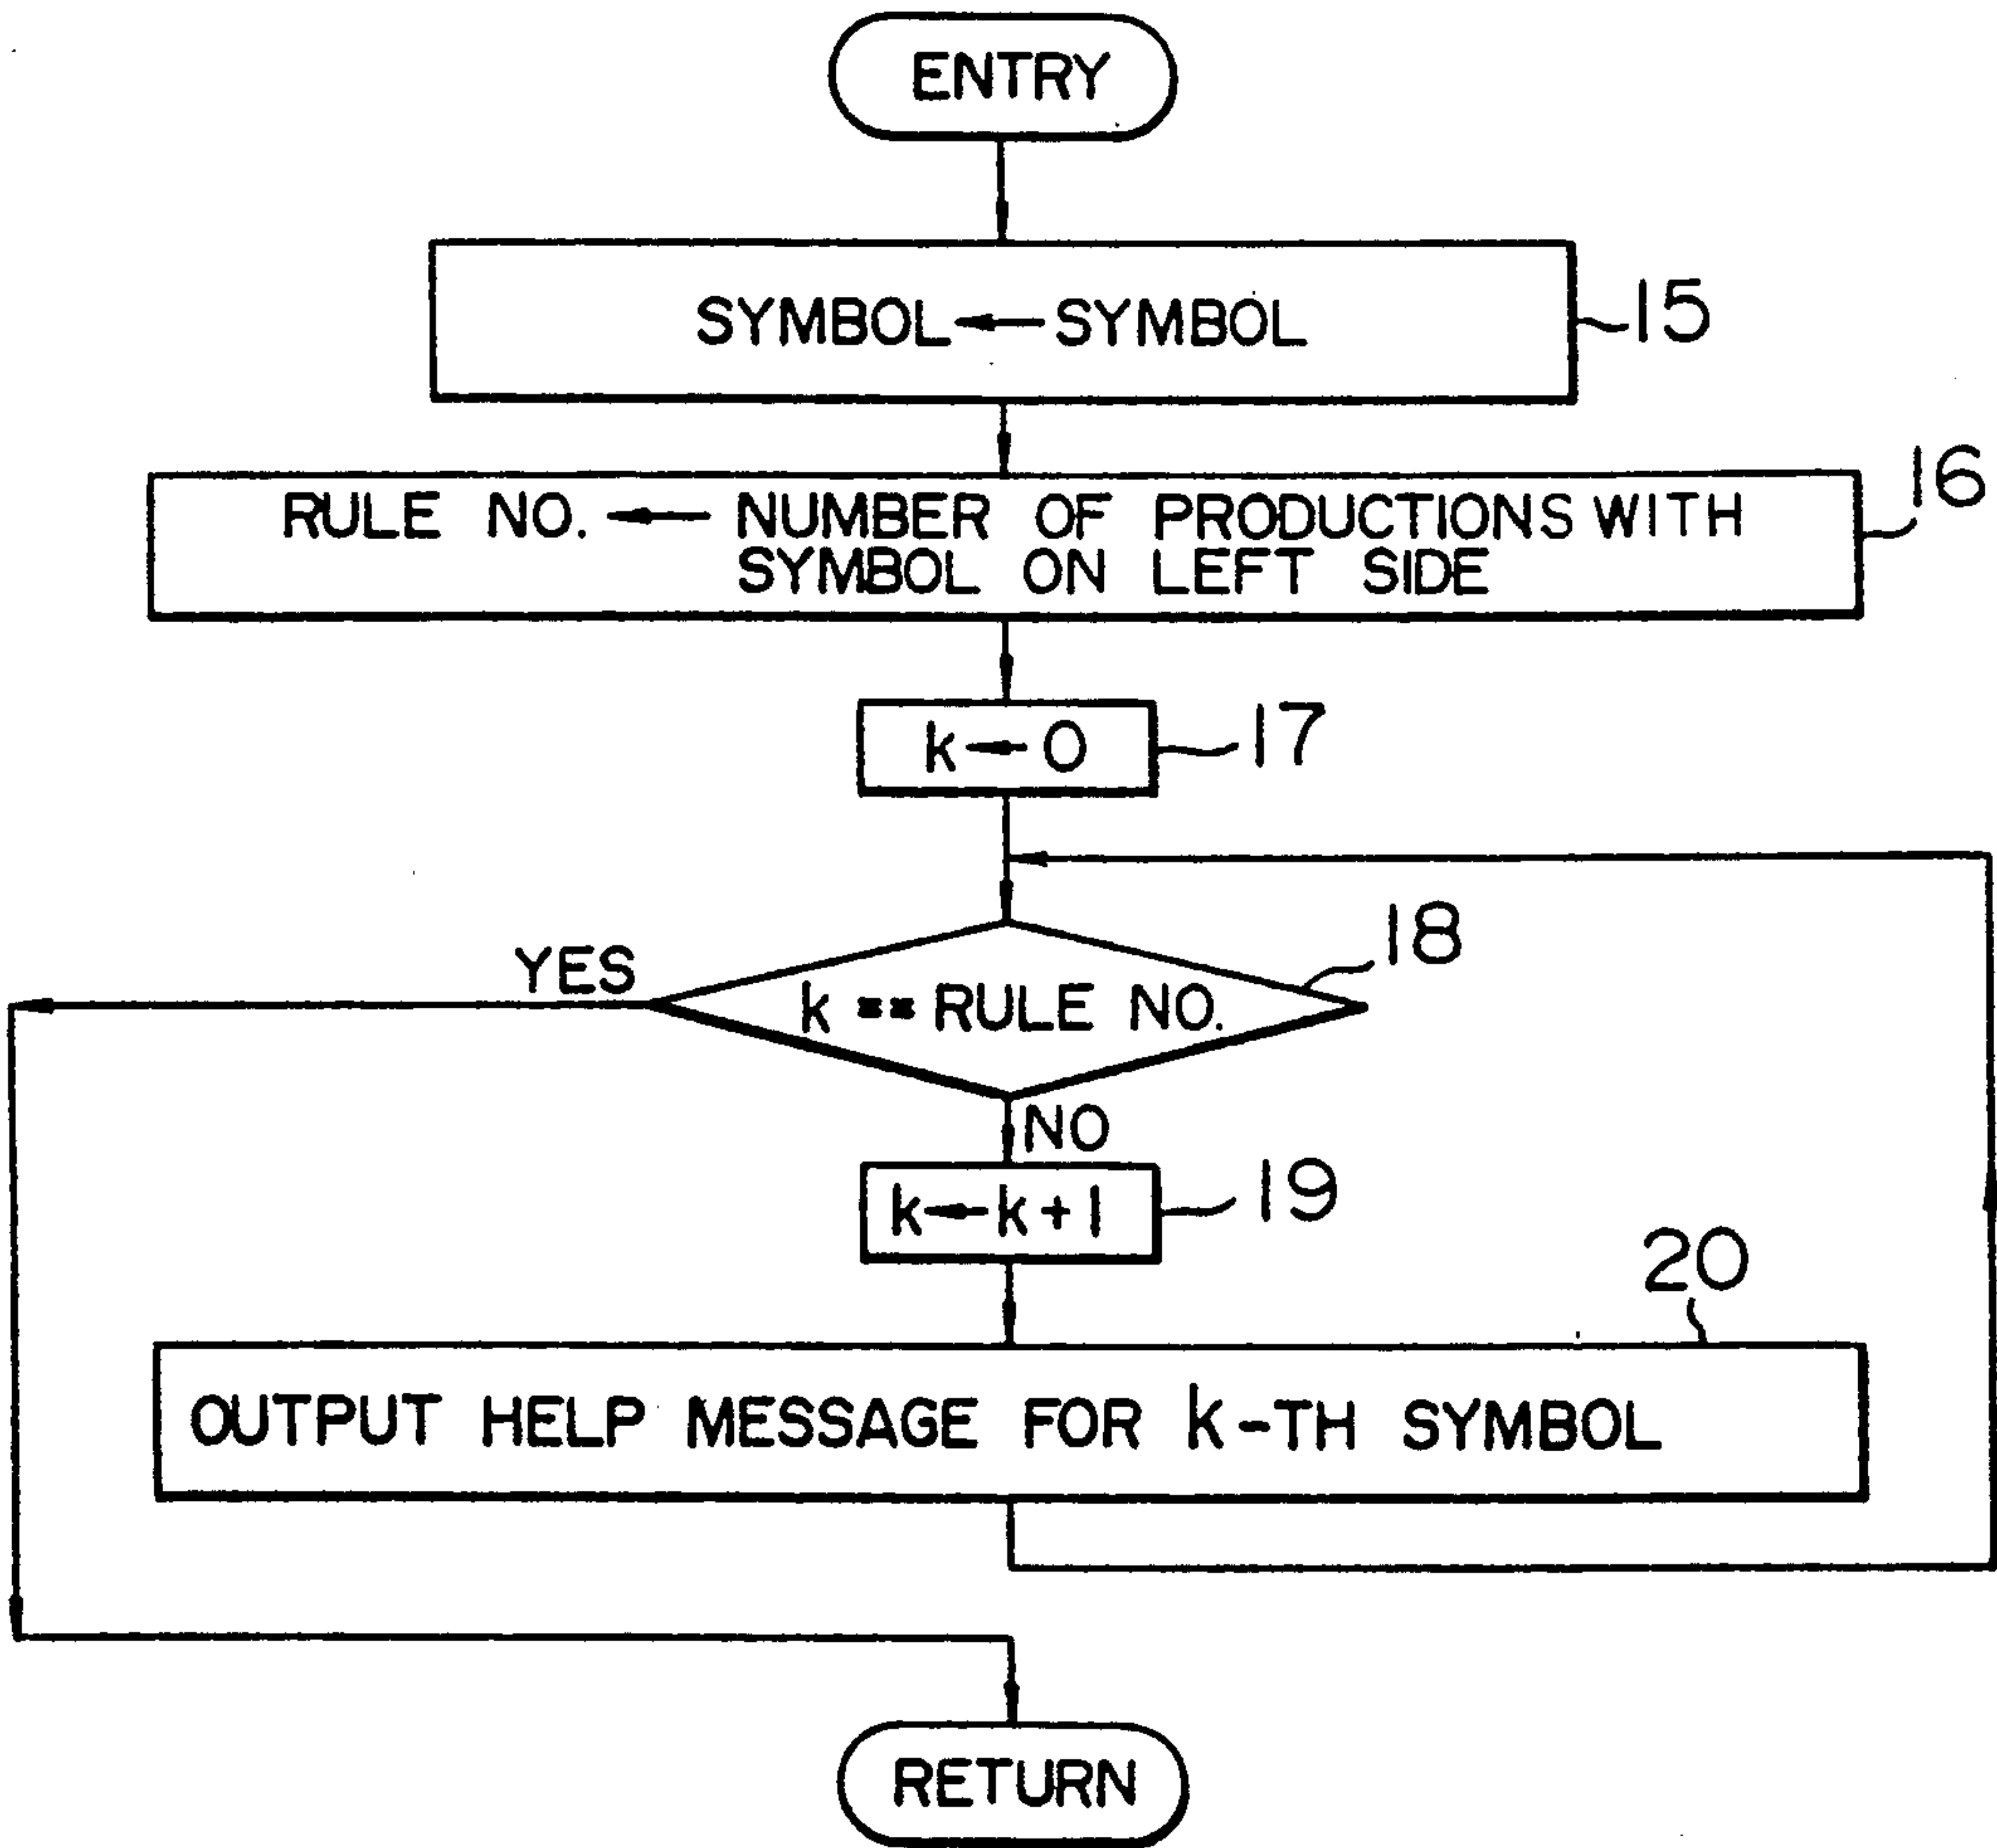 ENTRY
SYMBOL ← SYMBOL
15
RULE NO. ← NUMBER OF PRODUCTIONS WITH
SYMBOL ON LEFT SIDE
16
k ← 0
17
YES
k == RULE NO.
18
NO
k ← k + 1
19
20
OUTPUT HELP MESSAGE FOR k-TH SYMBOL
RETURN